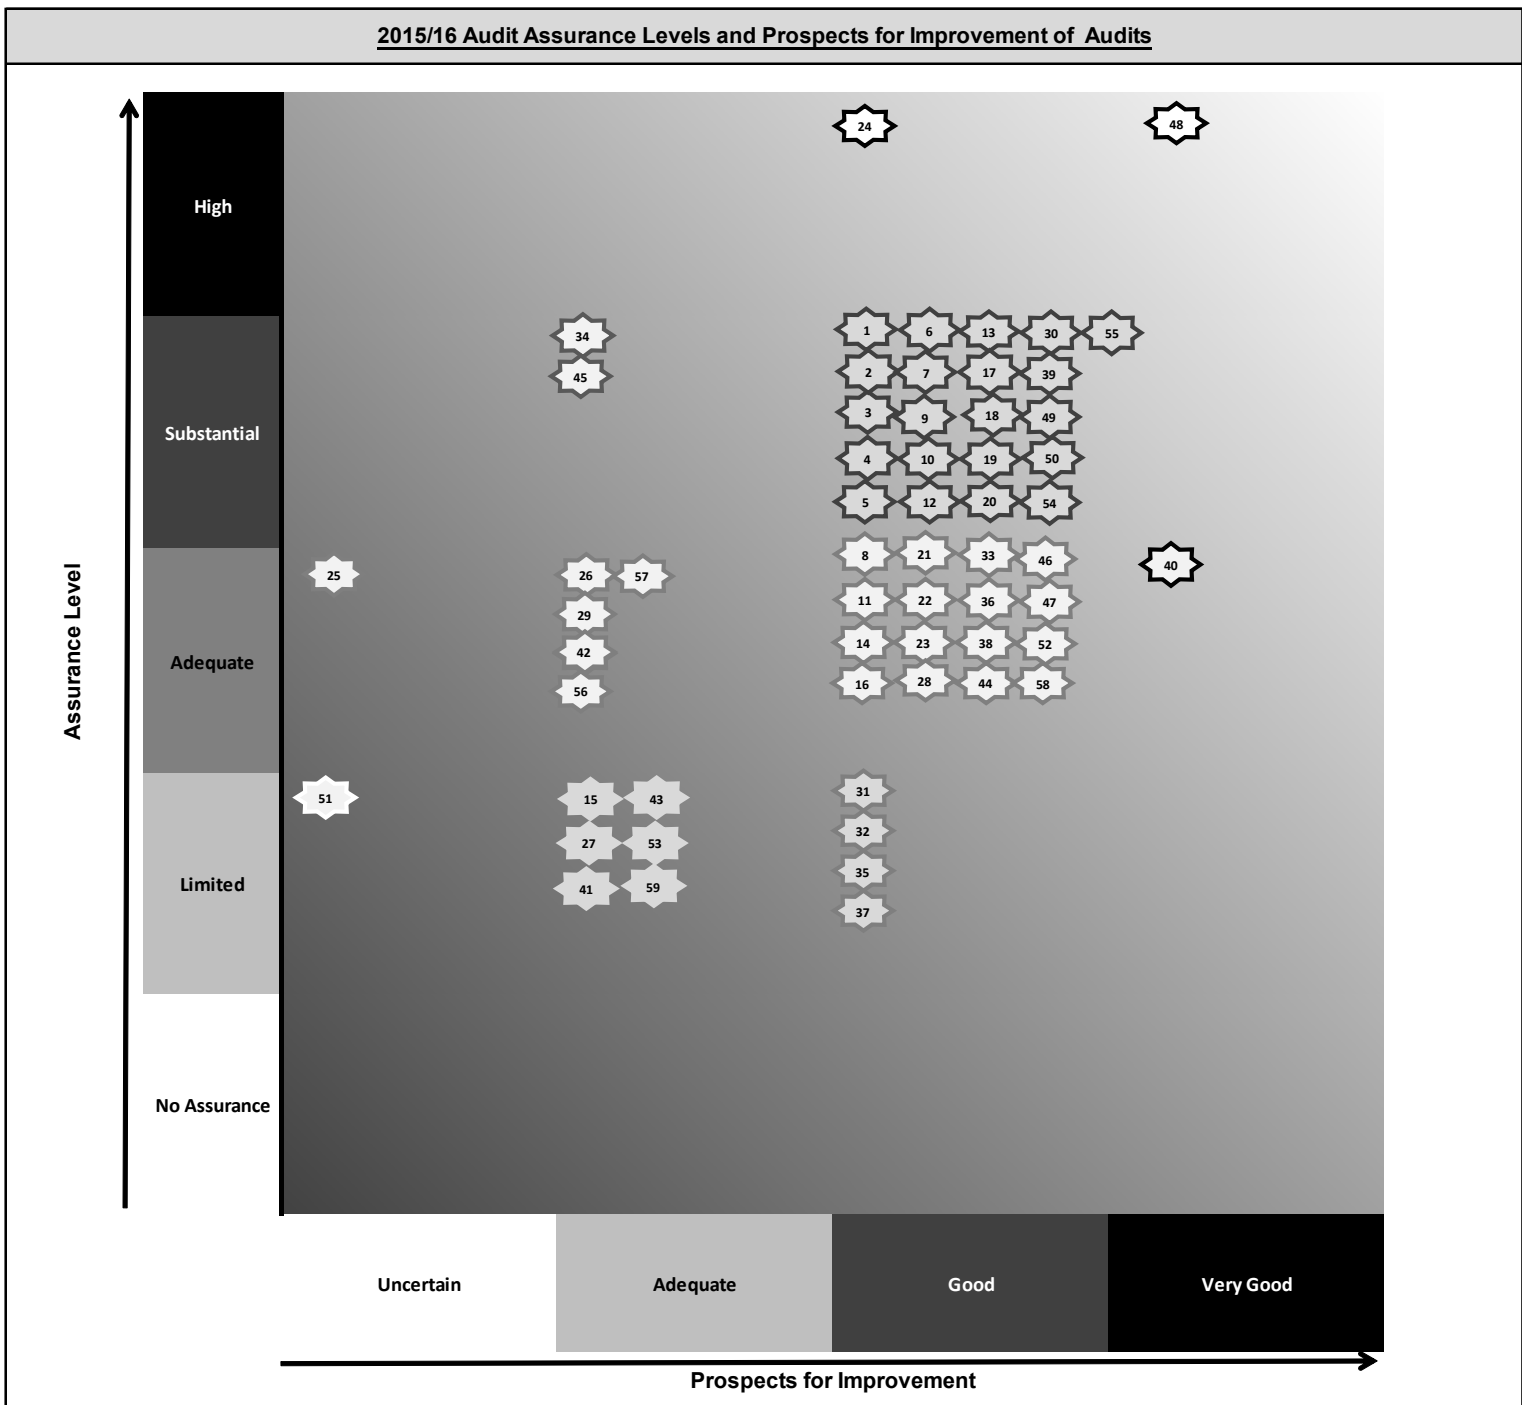 2015/16 Audit Assurance Levels and Prospects for Improvement of Audits
24 48
High
34 1 6 13 30 55
45 2 7 17 39
3 9 18 49
Substantial
4 10 19 50
5 12 20 54
25 26 57 8 21 33 46 40
29 11 22 36 47
42 14 23 38 52
Adequate
56 16 28 44 58
51 15 43 31
27 53 32
41 59 35
Limited
37
Assurance Level
No Assurance
Uncertain Adequate Good Very Good
Prospects for Improvement